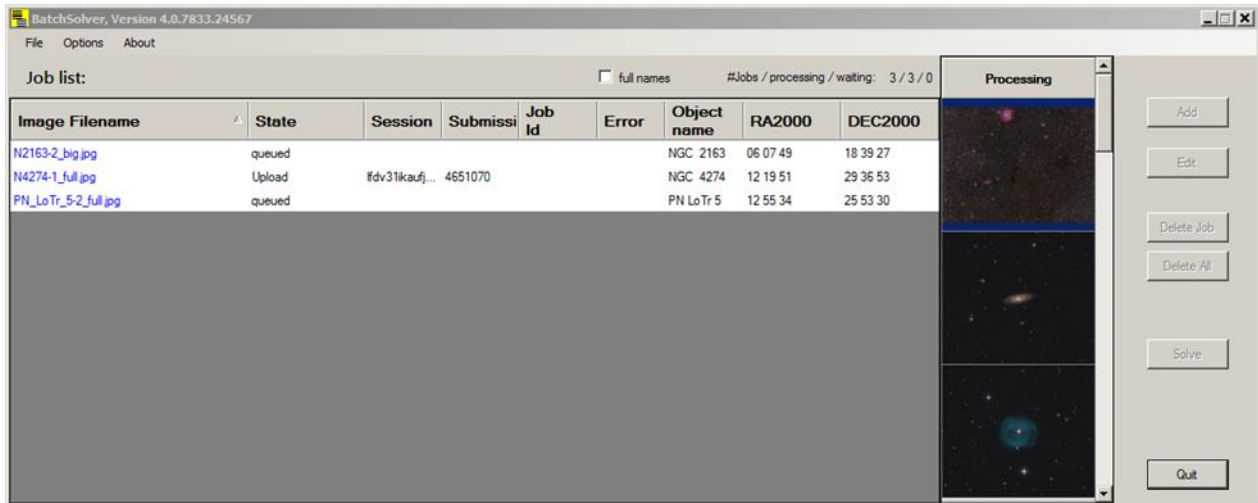 BatchSolver, Version 4.0.7833.24567
File Options About
Job list: full names #Jobs / processing / waiting: 3 / 3 / 0 Processing
Image Filename State Session Submissi Job Id Error Object name RA2000 DEC2000
N2163-2_big.jpg queued NGC 2163 06 07 49 18 39 27
N4274-1_full.jpg Upload lfdv31ikaufj... 4651070 NGC 4274 12 19 51 29 36 53
PN_LoTr_5-2_full.jpg queued PN LoTr 5 12 55 34 25 53 30
Add
Edit
Delete Job
Delete All
Solve
Quit